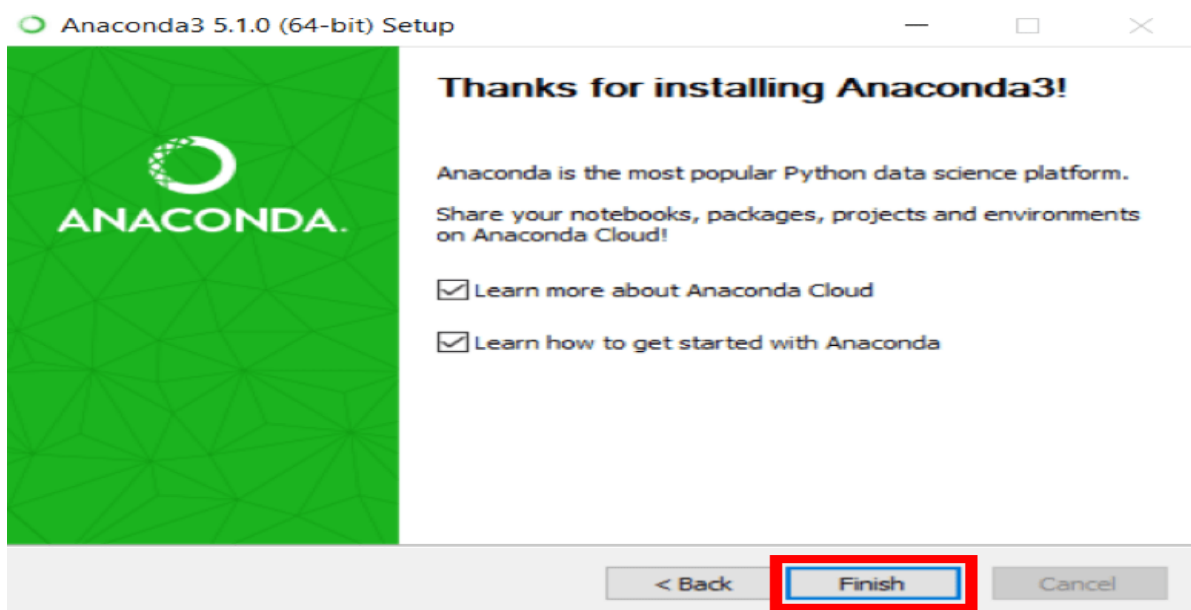 Anaconda3 5.1.0 (64-bit) Setup
ANACONDA.
Thanks for installing Anaconda3!
Anaconda is the most popular Python data science platform.
Share your notebooks, packages, projects and environments
on Anaconda Cloud!
Learn more about Anaconda Cloud
Learn how to get started with Anaconda
< Back
Finish
Cancel